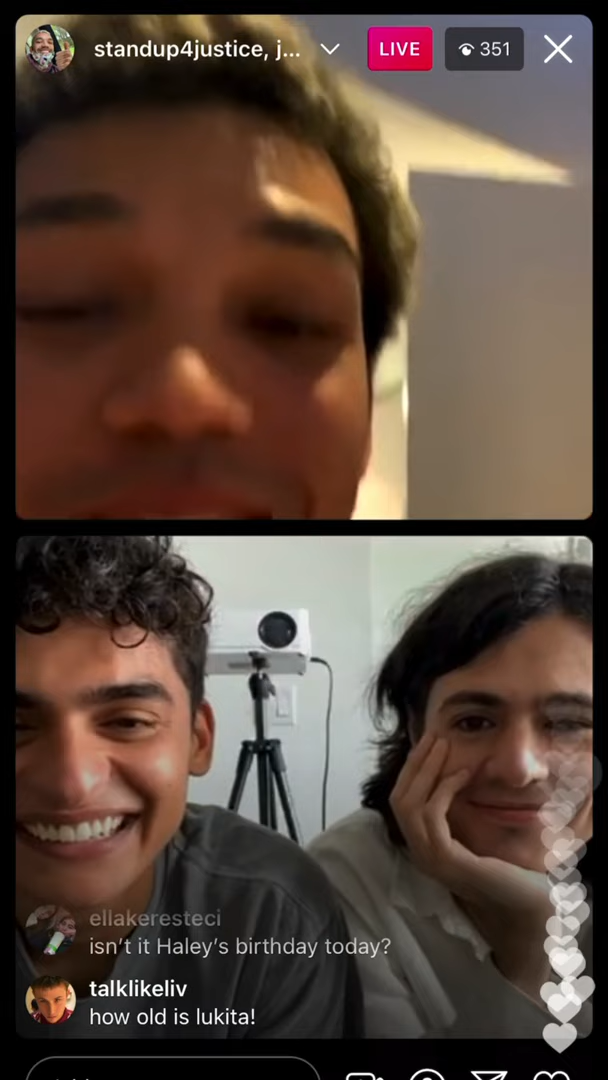 standup4justice, j...
LIVE
351
ellakeresteci
isn't it Haley's birthday today?
talklikeliv
how old is lukita!